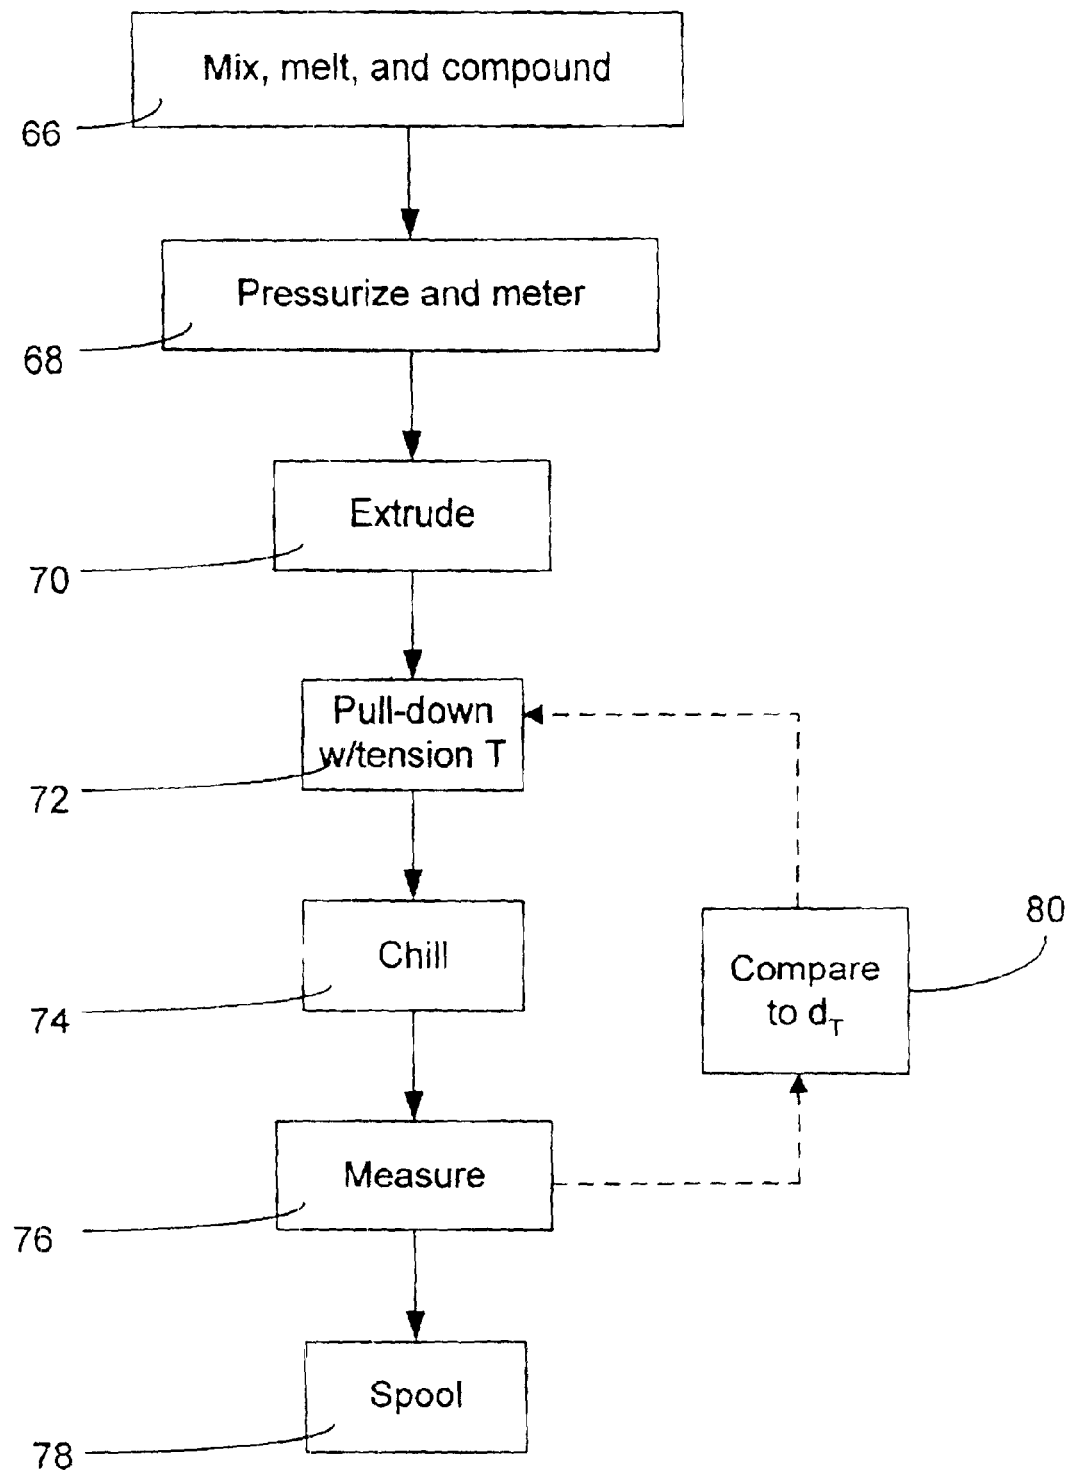 Mix, melt, and compound
66
Pressurize and meter
68
Extrude
70
Pull-down
w/tension T
72
Chill
74
80
Compare
to d_T
Measure
76
Spool
78